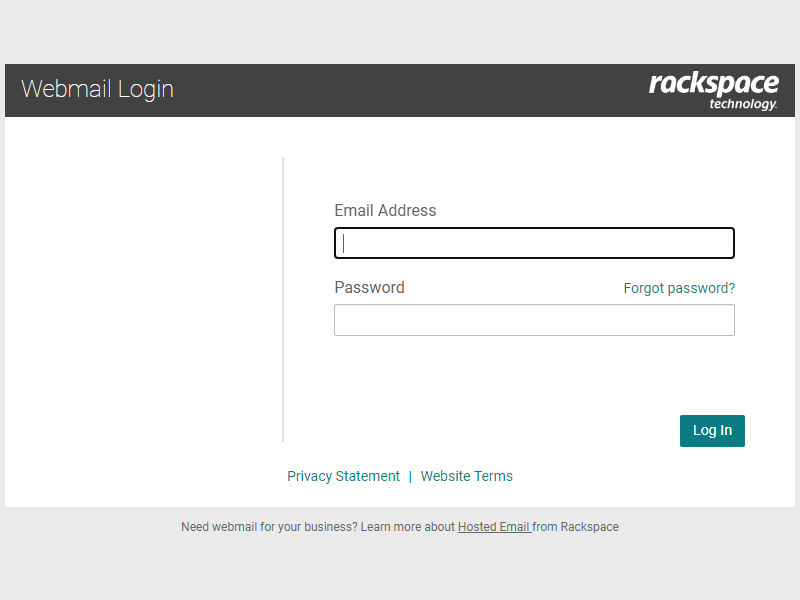 Webmail Login
rackspace
technology.
Email Address
Password
Forgot password?
Log In
Privacy Statement | Website Terms
Need webmail for your business? Learn more about Hosted Email from Rackspace